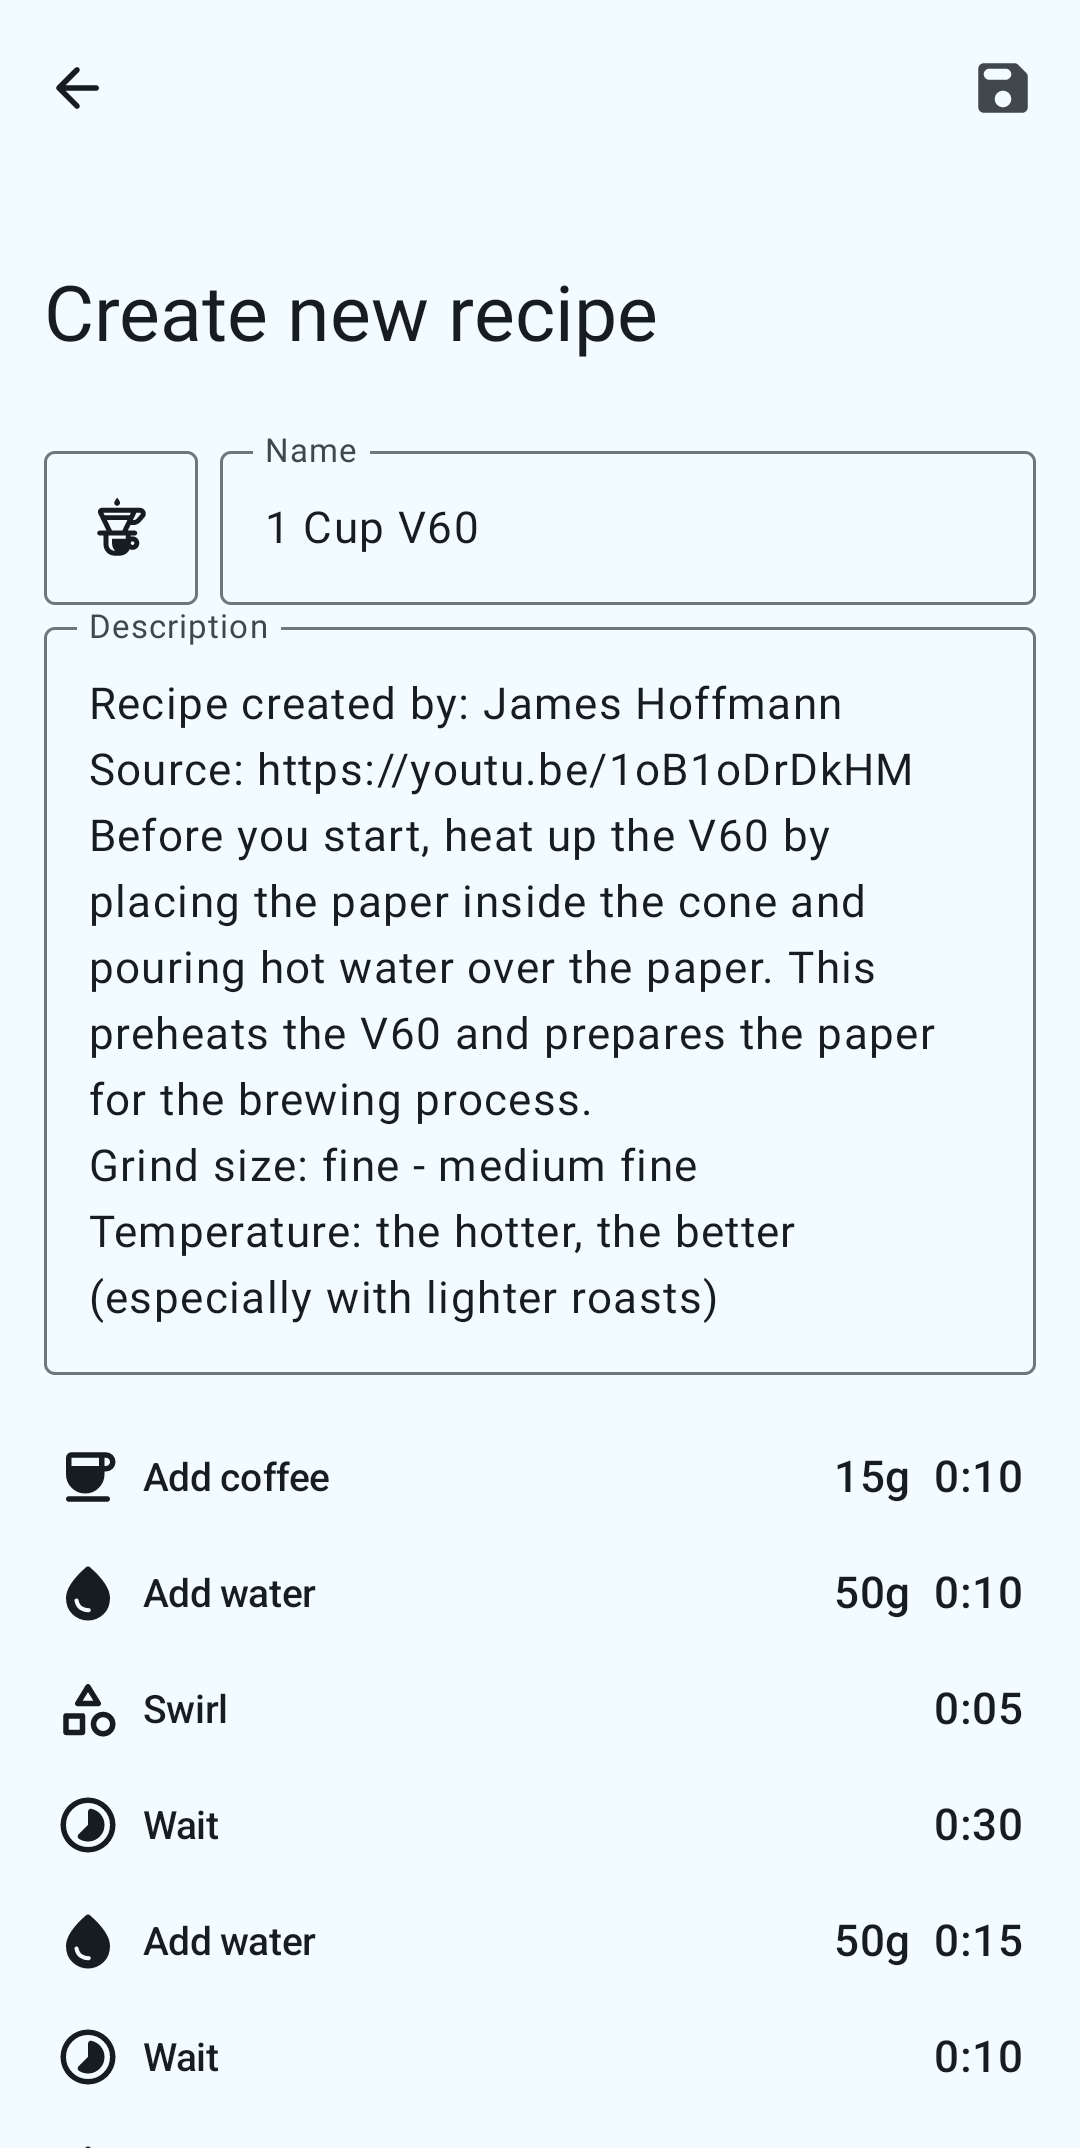 Create new recipe
Name
1 Cup V60
Description
Recipe created by: James Hoffmann
Source: https://youtu.be/1oB1oDrDkHM
Before you start, heat up the V60 by
placing the paper inside the cone and
pouring hot water over the paper. This
preheats the V60 and prepares the paper
for the brewing process.
Grind size: fine - medium fine
Temperature: the hotter, the better
(especially with lighter roasts)
Add coffee 15g 0:10
Add water 50g 0:10
Swirl 0:05
Wait 0:30
Add water 50g 0:15
Wait 0:10